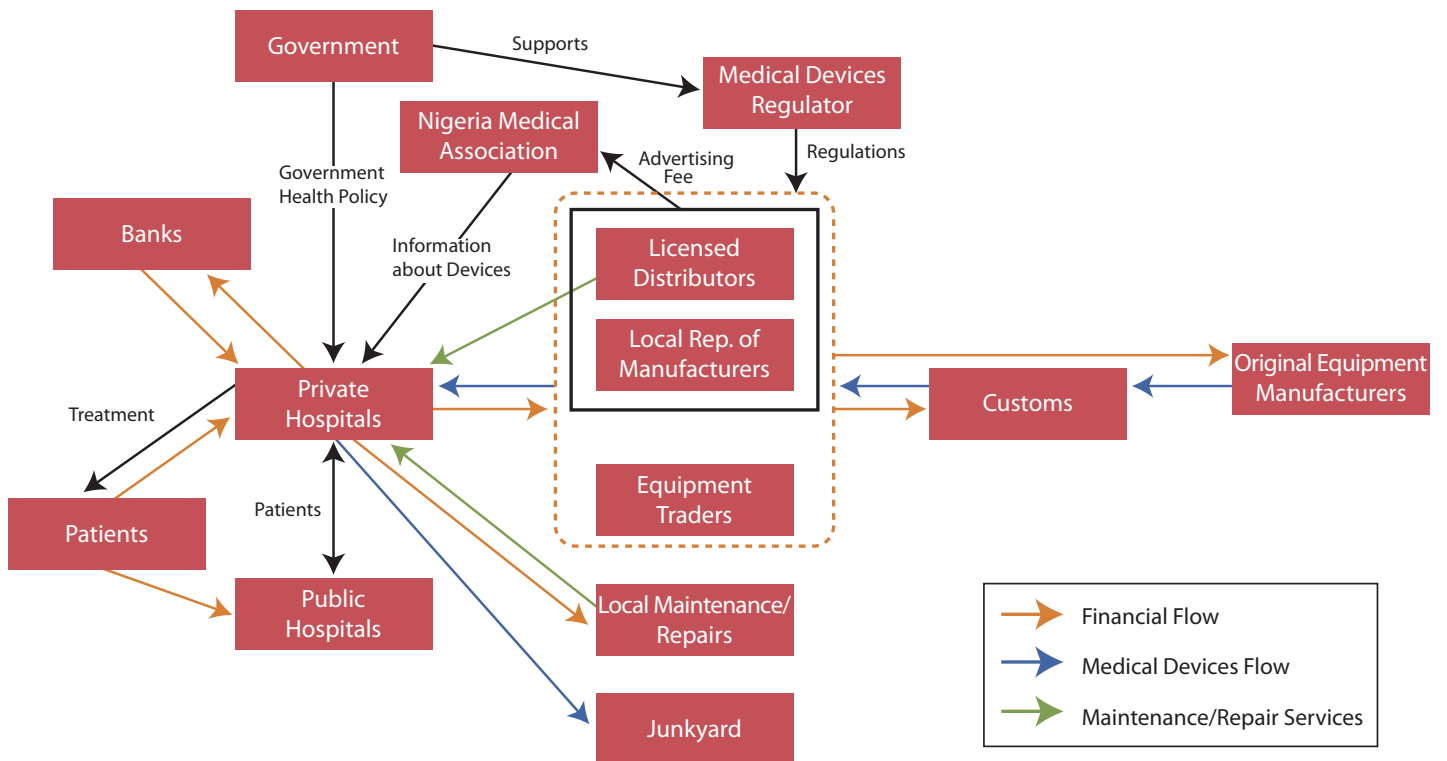 Government
Supports
Medical Devices
Regulator
Nigeria Medical
Association
Advertising
Fee
Regulations
Government
Health Policy
Banks
Information
about Devices
Licensed
Distributors
Local Rep. of
Manufacturers
Original Equipment
Manufacturers
Private
Hospitals
Customs
Treatment
Equipment
Traders
Patients
Patients
Public
Hospitals
Local Maintenance/
Repairs
Junkyard
Financial Flow
Medical Devices Flow
Maintenance/Repair Services